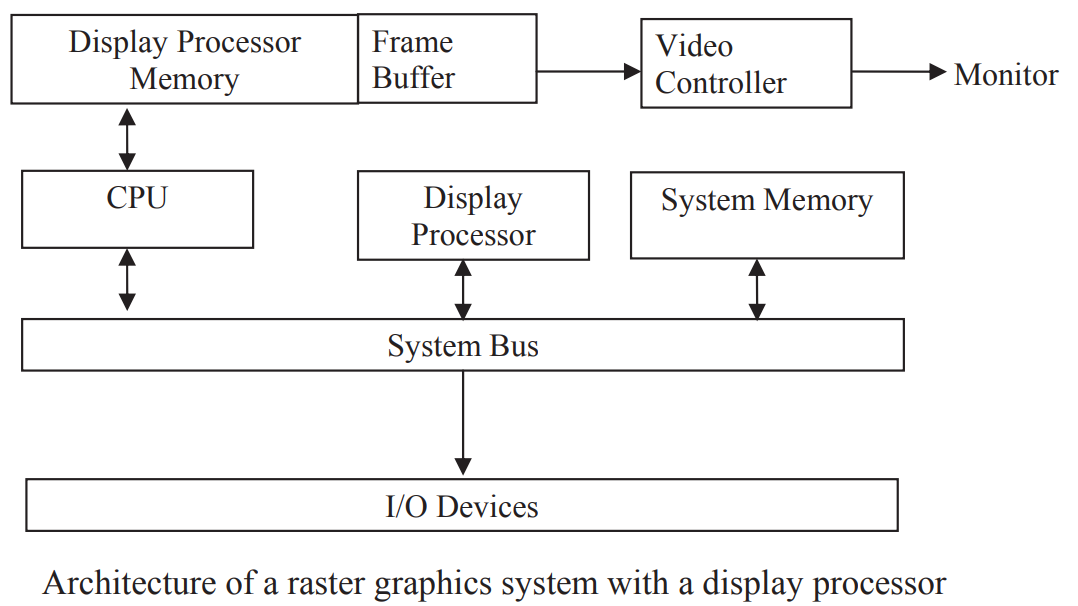 Display Processor
Memory
Frame
Buffer
Video
Controller
Monitor
CPU
Display
Processor
System Memory
System Bus
I/O Devices
Architecture of a raster graphics system with a display processor